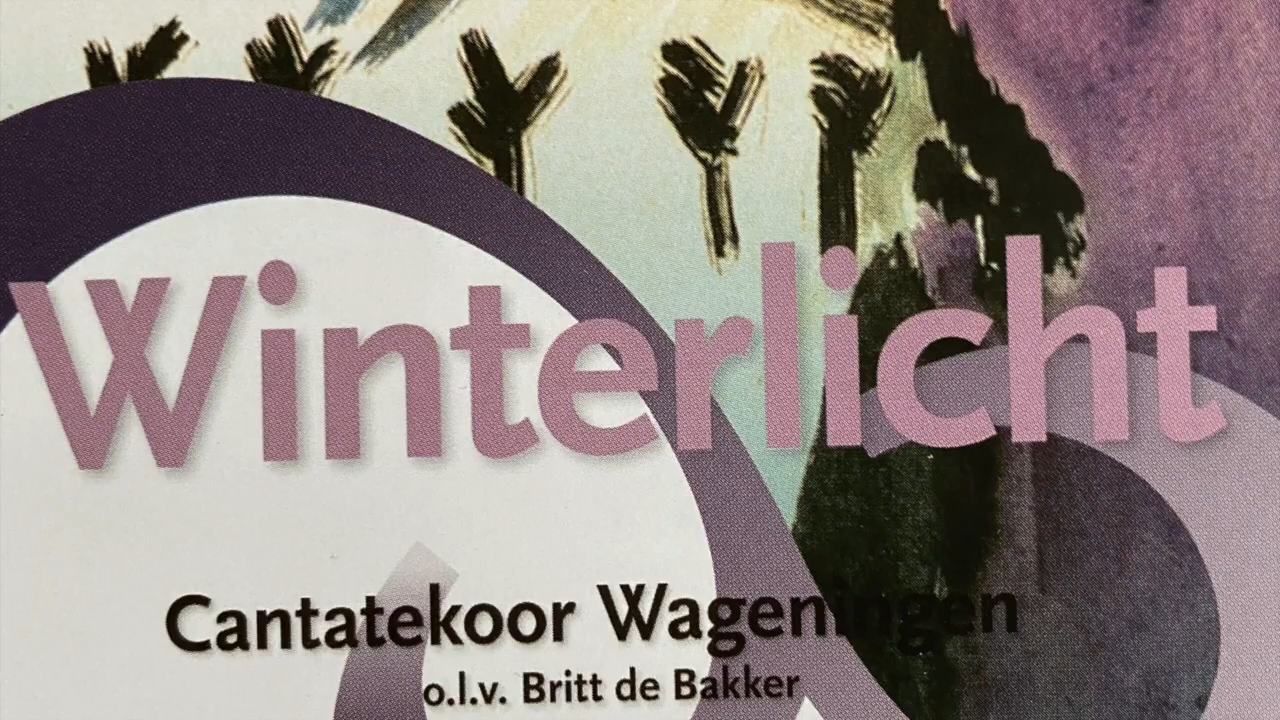 Winterlicht
Cantatekoor Wageningen
o.l.v. Britt de Bakker